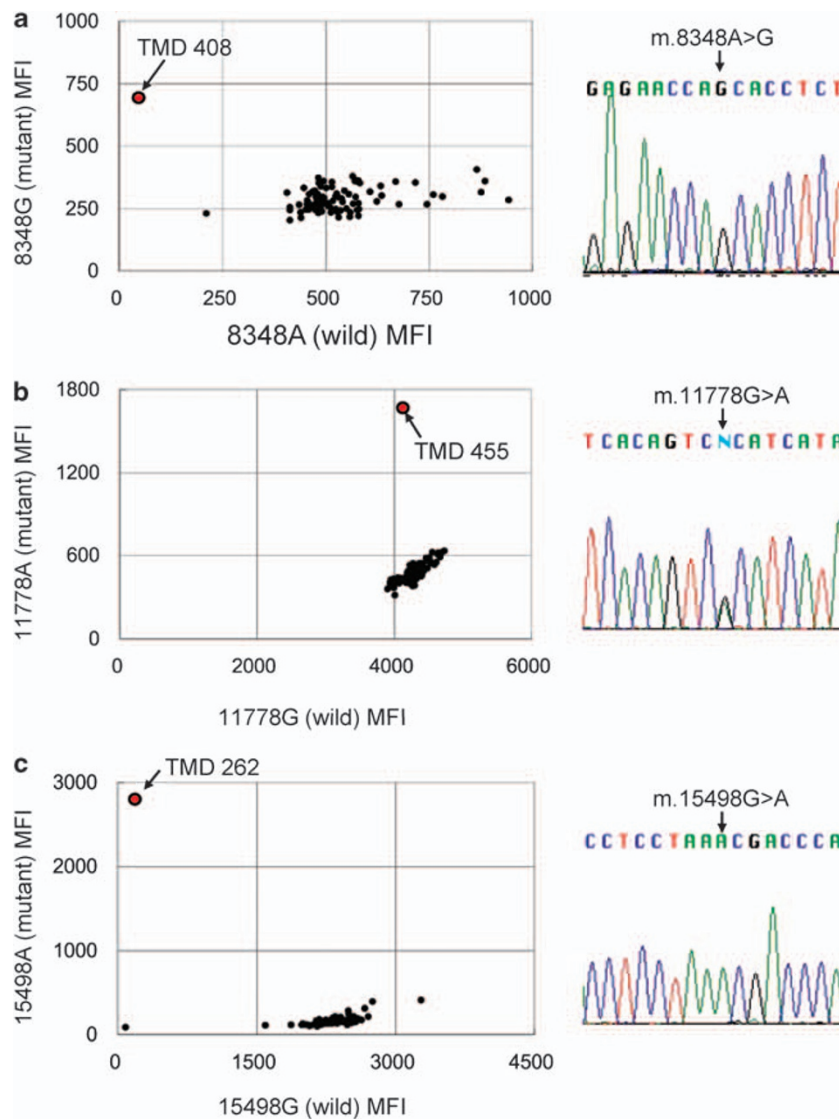 a
1000
750
500
250
0
0
250
500
750
1000
TMD 408
8348G (mutant) MFI
8348A (wild) MFI
m.8348A>G
GAGAACCAGCACCTCT
b
1800
1200
600
0
0
2000
4000
6000
TMD 455
11778A (mutant) MFI
11778G (wild) MFI
m.11778G>A
TCACAGTCNCATCATA
c
3000
2000
1000
0
0
1500
3000
4500
TMD 262
15498A (mutant) MFI
15498G (wild) MFI
m.15498G>A
CCTCCTAAACGACCCA